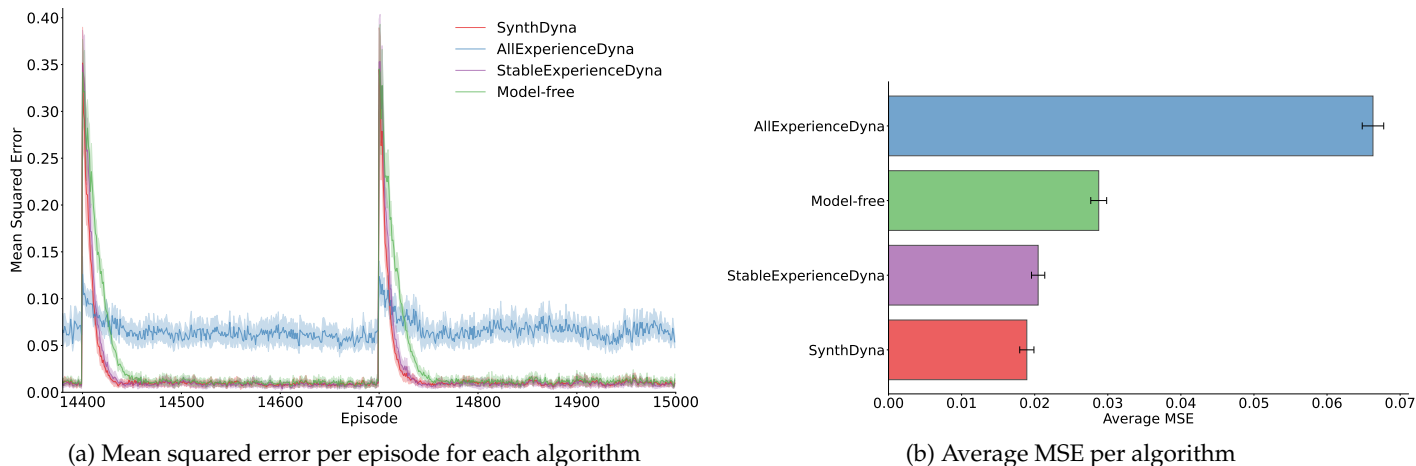 0.40
0.35
0.30
0.25
0.20
0.15
0.10
0.05
0.00
Mean Squared Error
SynthDyna
AllExperienceDyna
StableExperienceDyna
Model-free
14400 14500 14600 14700 14800 14900 15000
Episode
(a) Mean squared error per episode for each algorithm
AllExperienceDyna
Model-free
StableExperienceDyna
SynthDyna
0.00 0.01 0.02 0.03 0.04 0.05 0.06 0.07
Average MSE
(b) Average MSE per algorithm